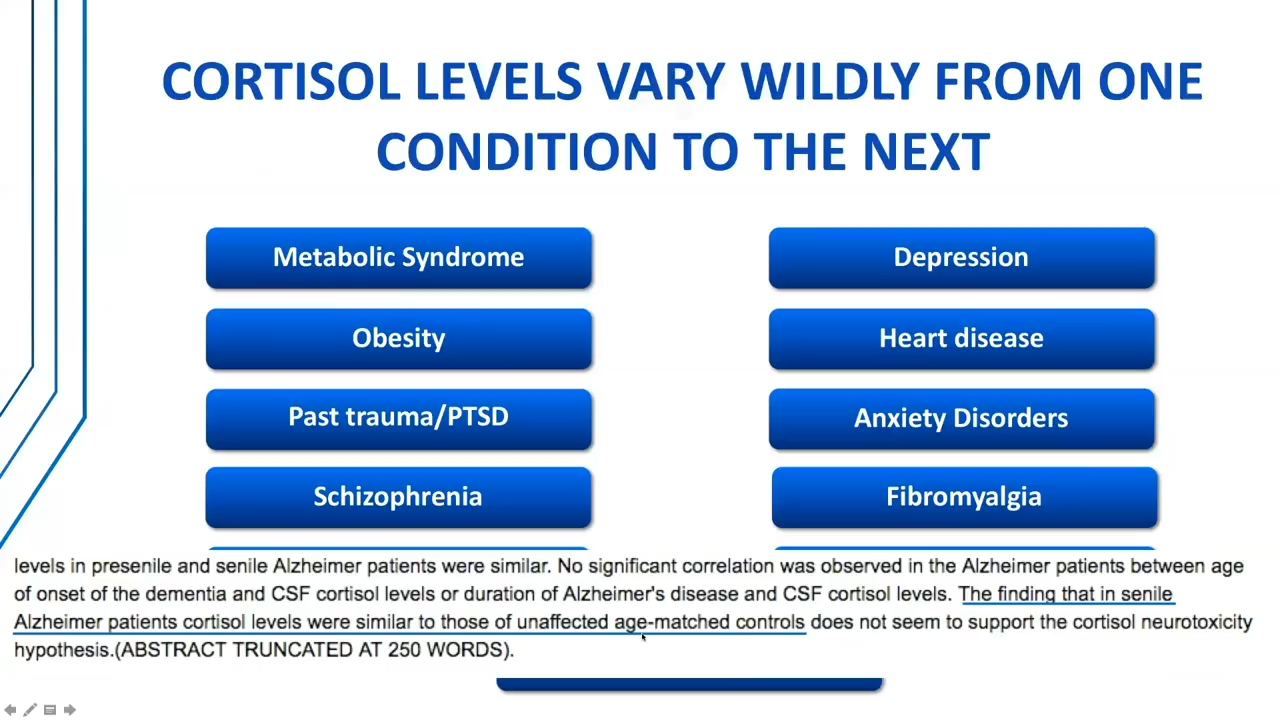 CORTISOL LEVELS VARY WILDLY FROM ONE
CONDITION TO THE NEXT
Metabolic Syndrome
Depression
Obesity
Heart disease
Past trauma/PTSD
Anxiety Disorders
Schizophrenia
Fibromyalgia
levels in presenile and senile Alzheimer patients were similar. No significant correlation was observed in the Alzheimer patients between age
of onset of the dementia and CSF cortisol levels or duration of Alzheimer's disease and CSF cortisol levels. The finding that in senile
Alzheimer patients cortisol levels were similar to those of unaffected age-matched controls does not seem to support the cortisol neurotoxicity
hypothesis.(ABSTRACT TRUNCATED AT 250 WORDS).